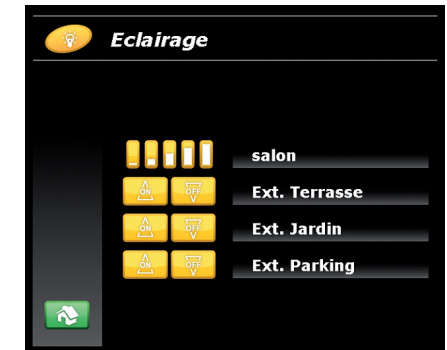 Eclairage
salon
ON OFF Ext. Terrasse
ON OFF Ext. Jardin
ON OFF Ext. Parking